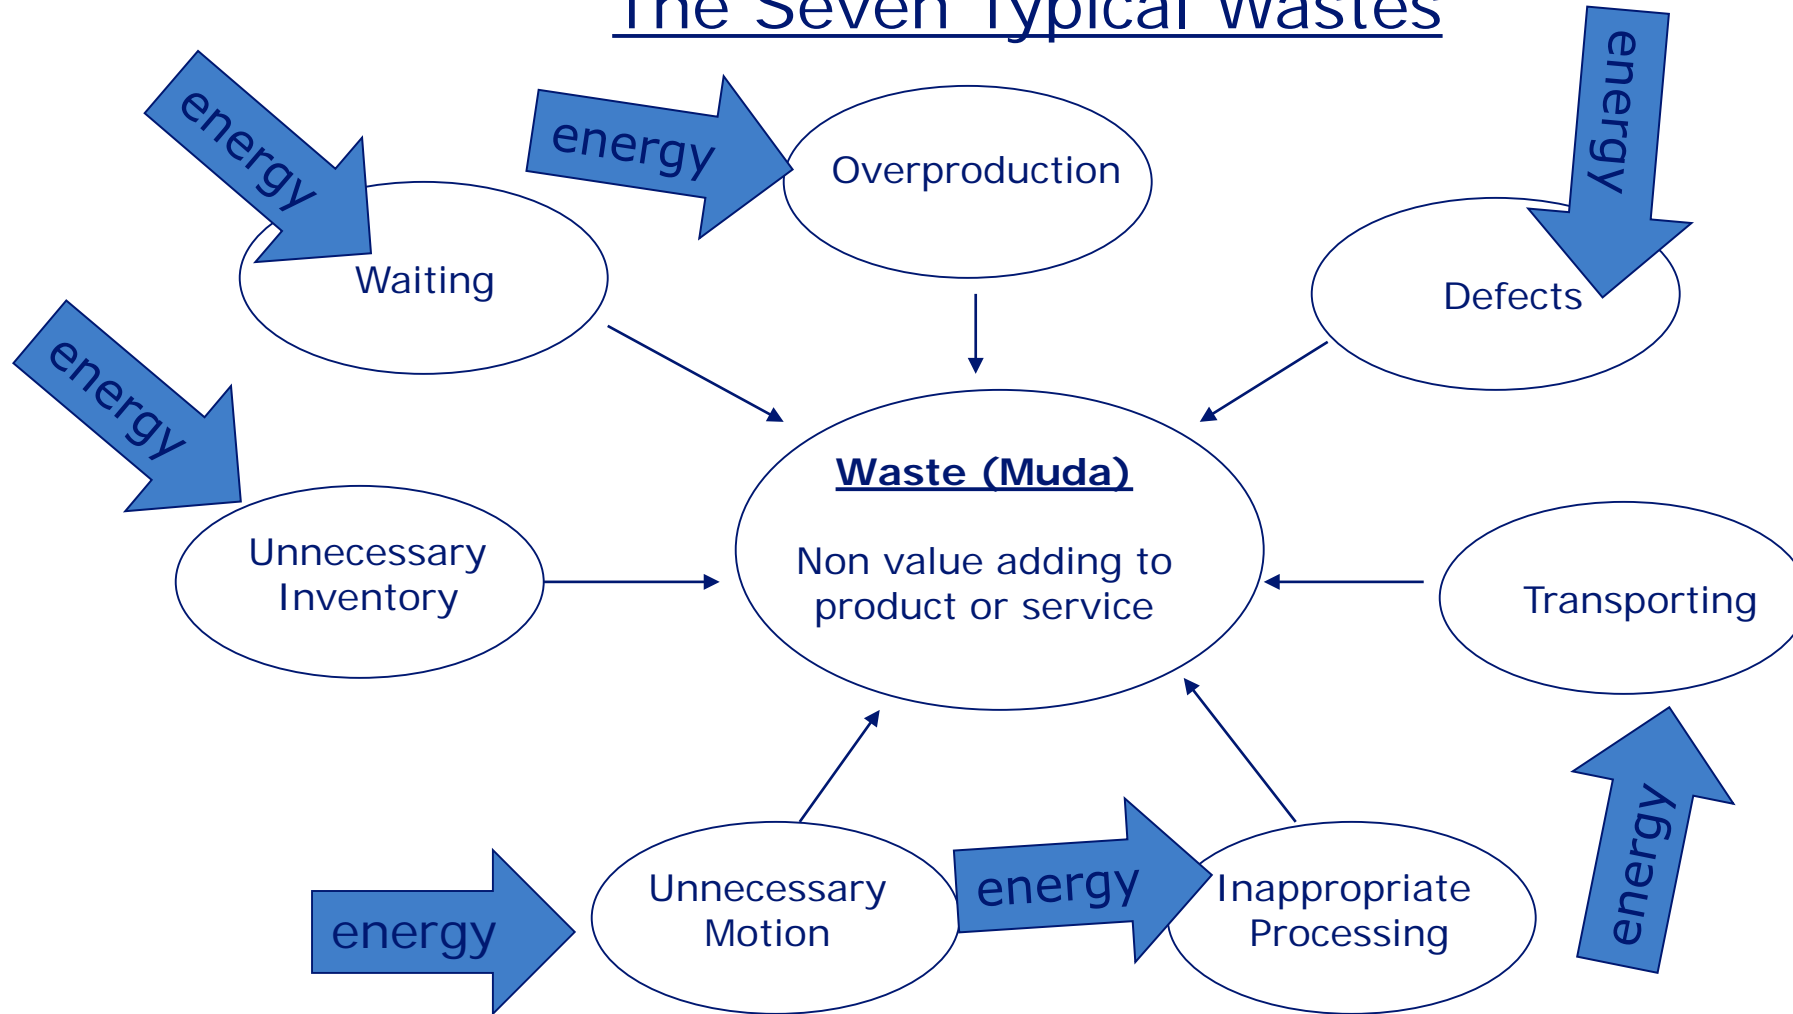 The Seven Typical Wastes
energy
energy
energy
Overproduction
Waiting
Defects
energy
Waste (Muda)
Non value adding to
product or service
Unnecessary
Inventory
Transporting
energy
Unnecessary
Motion
energy
Inappropriate
Processing
energy